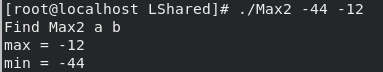 [root@localhost LShared]# ./Max2 -44 -12
Find Max2 a b
max = -12
min = -44